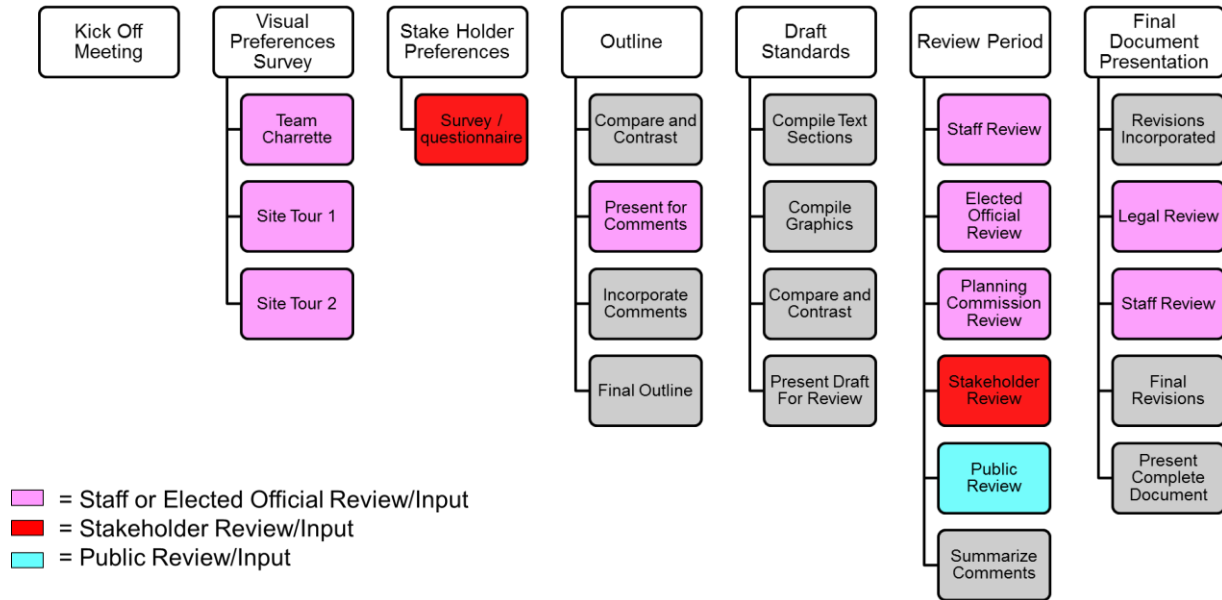 Kick Off
Meeting
Visual
Preferences
Survey
Team
Charrette
Site Tour 1
Site Tour 2
Stake Holder
Preferences
Survey /
questionnaire
Outline
Compare and
Contrast
Present for
Comments
Incorporate
Comments
Final Outline
Draft
Standards
Compile Text
Sections
Compile
Graphics
Compare and
Contrast
Present Draft
For Review
Review Period
Staff Review
Elected
Official
Review
Planning
Commission
Review
Stakeholder
Review
Public
Review
Summarize
Comments
Final
Document
Presentation
Revisions
Incorporated
Legal Review
Staff Review
Final
Revisions
Present
Complete
Document
= Staff or Elected Official Review/Input
= Stakeholder Review/Input
= Public Review/Input